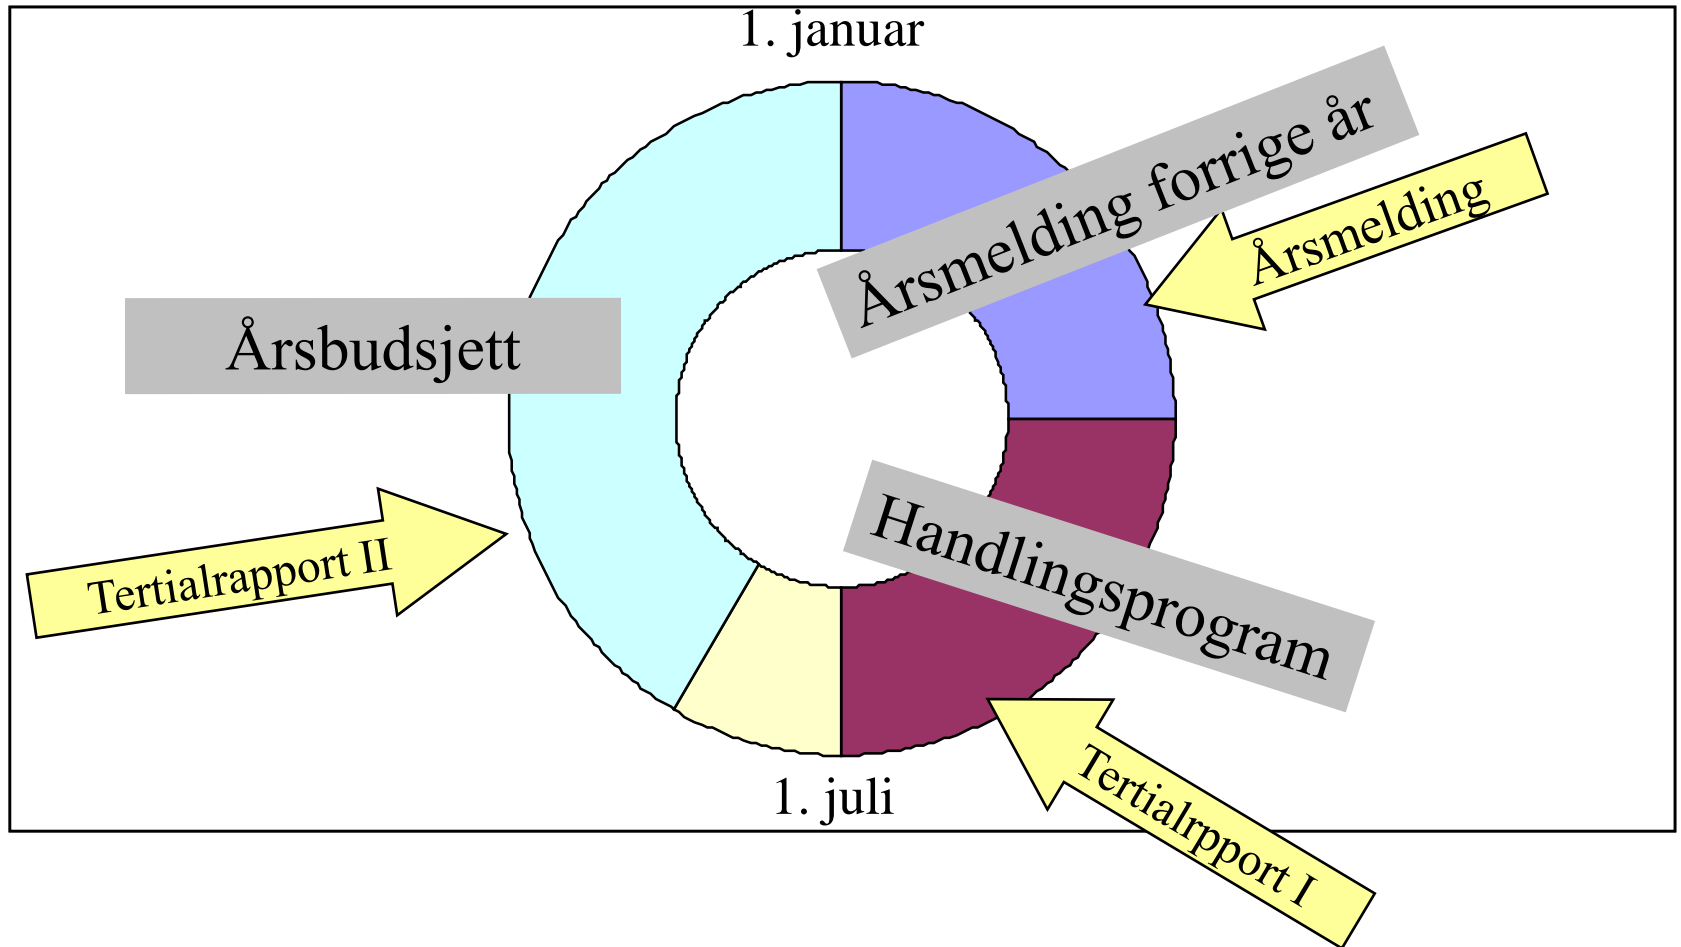 1. januar
Årsmelding forrige år
Årsmelding
Årsbudsjett
Handlingsprogram
Tertialrapport II
Tertialrpport I
1. juli